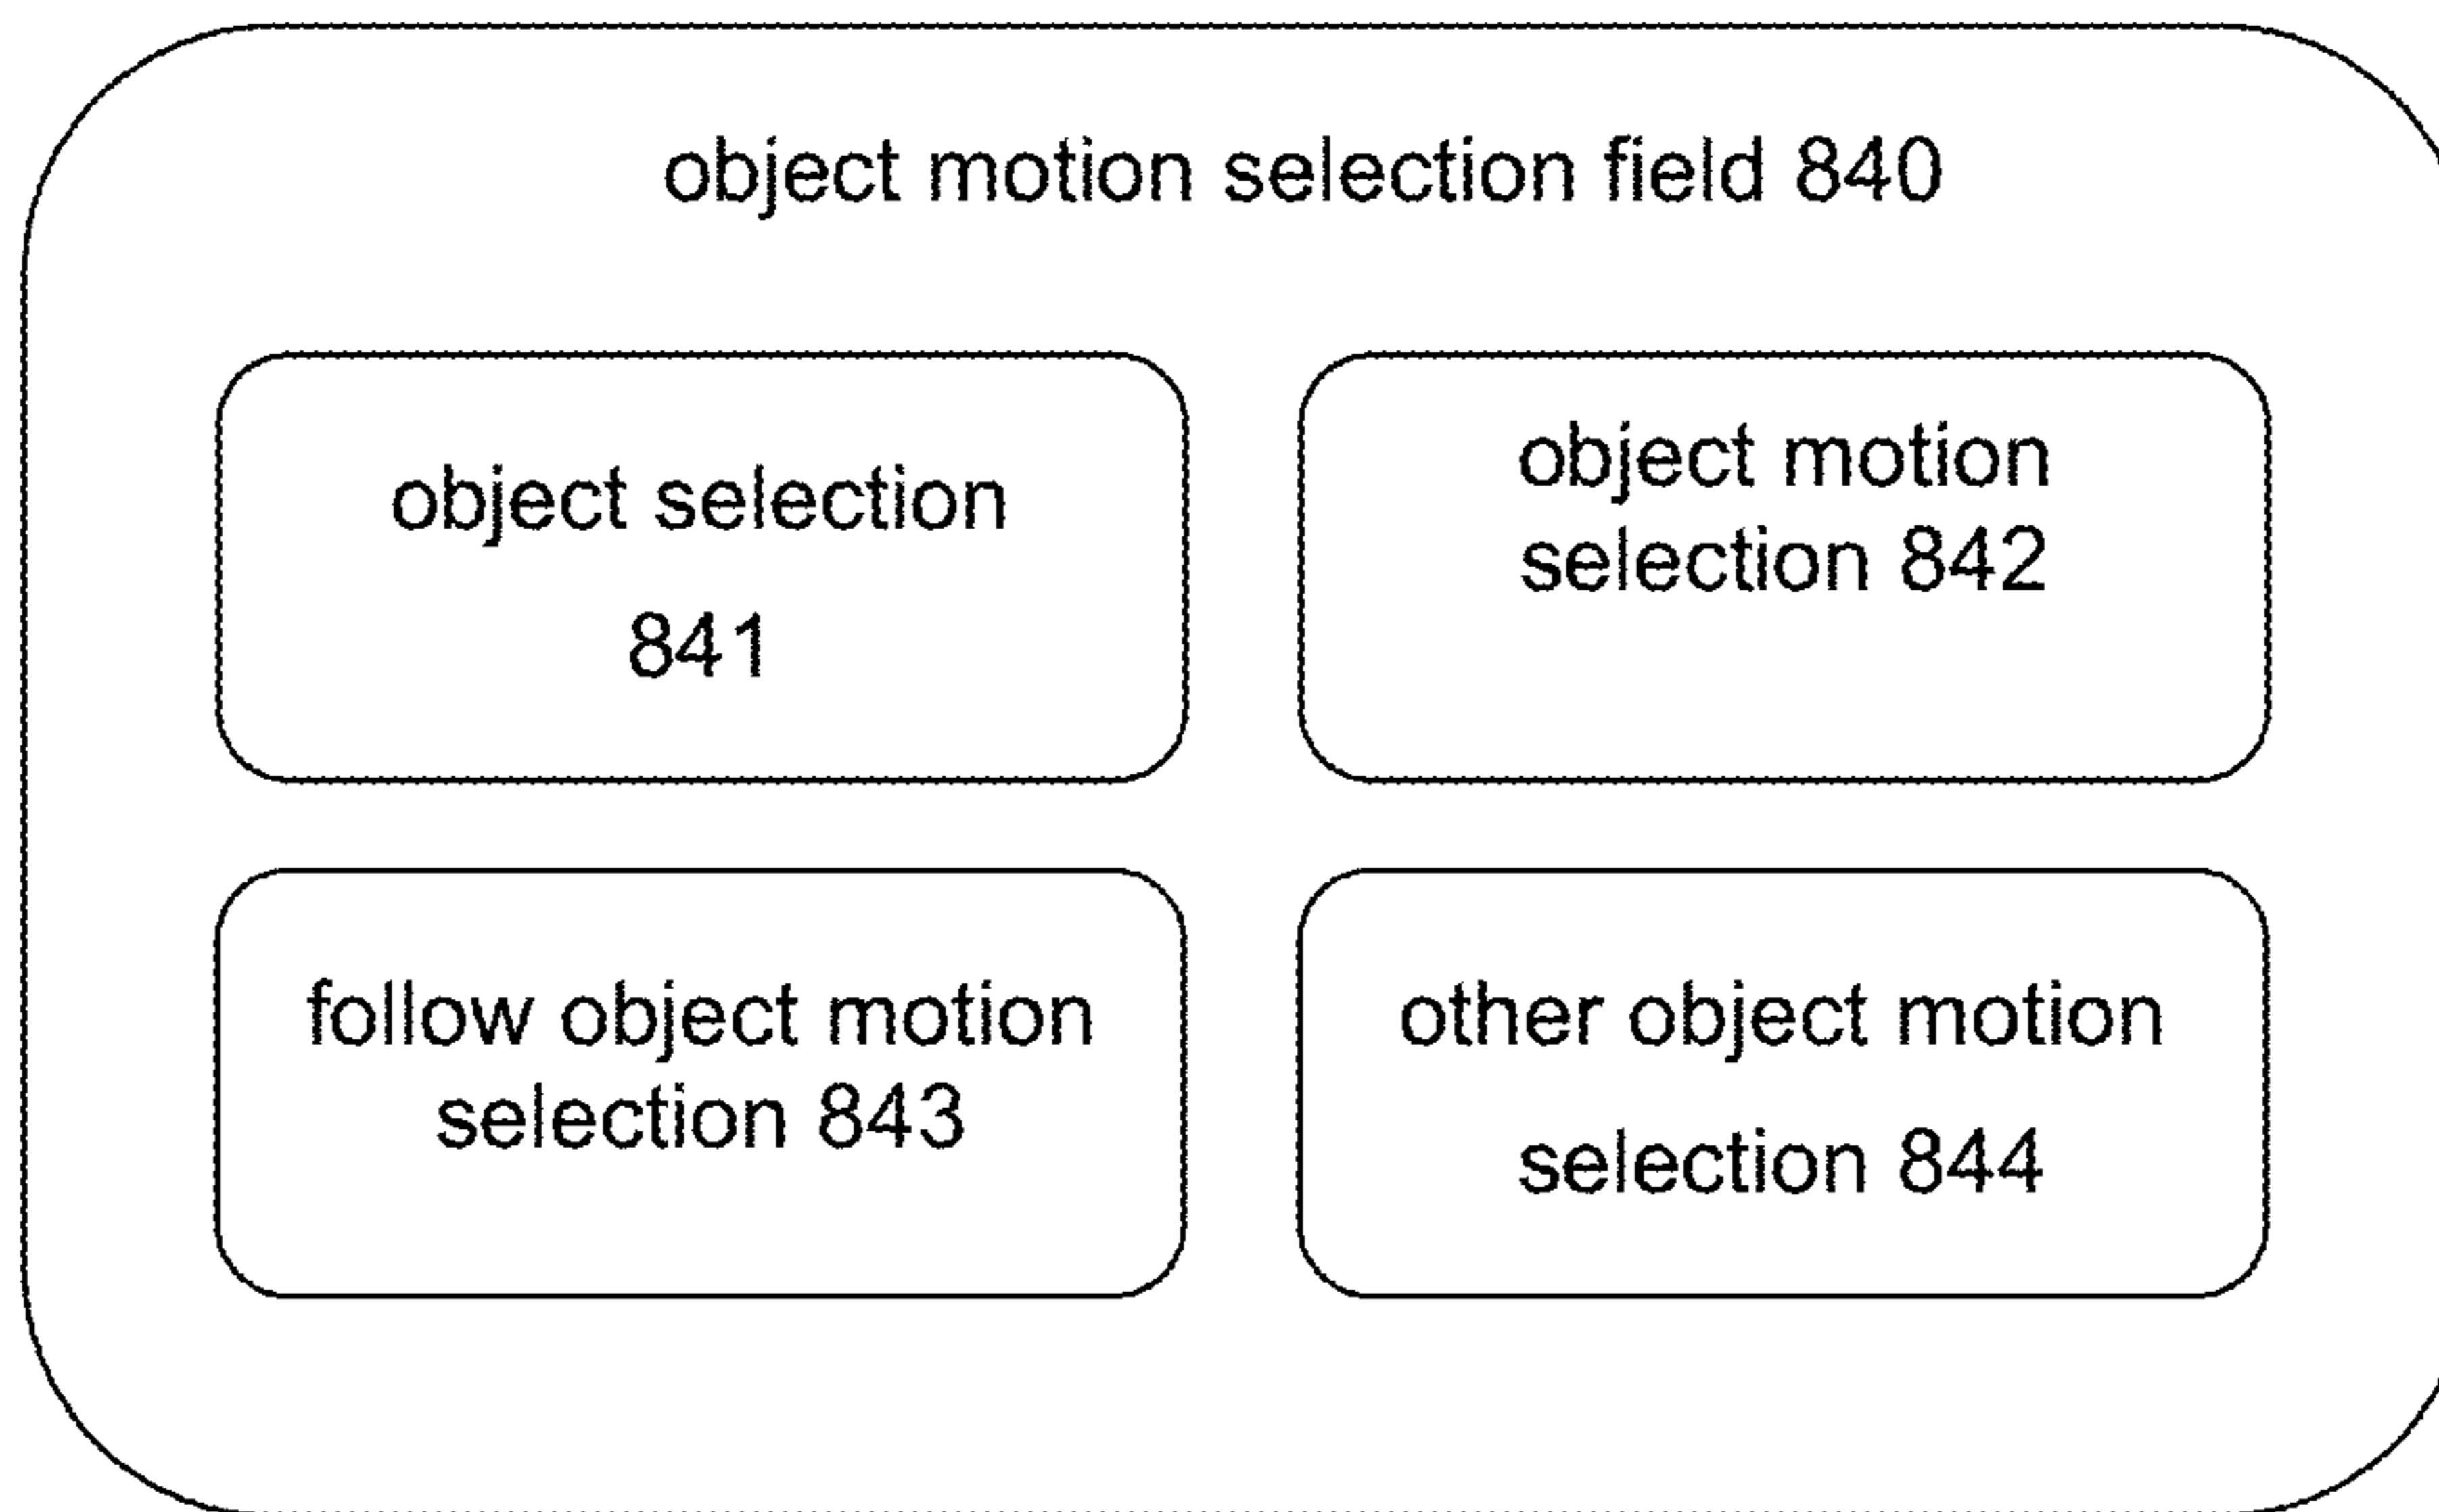 object motion selection field 840
object selection
841
object motion
selection 842
follow object motion
selection 843
other object motion
selection 844